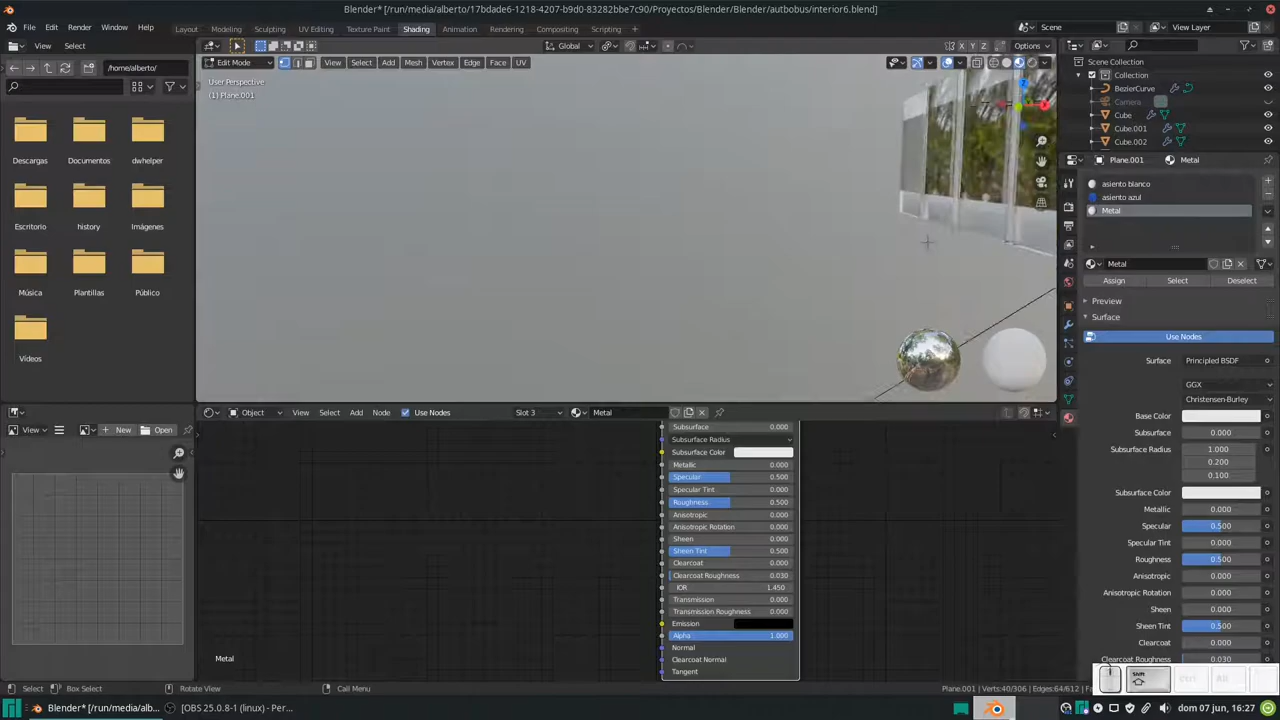 Blender* [/run/media/alberto/17bdade6-1218-4207-b9d0-83282bbe7c90/Proyectos/Blender/Blender/autbobus/interior6.blend]
File Edit Render Window Help Layout Modeling Sculpting UV Editing Texture Paint Shading Animation Rendering Compositing Scripting Scene View Layer
View Select Global X Y Z Options
/home/alberto/ Edit Mode View Select Add Mesh Vertex Edge Face UV Scene Collection
Collection
User Perspective
(1) Plane.001
BezierCurve
Camera
Cube
Cube.001
Cube.002
Descargas Documentos dwhelper
Plane.001 Metal
asiento blanco
asiento azul
Metal
Escritorio history Imágenes
Metal
Assign Select Deselect
Música Plantillas Público
Preview
Surface
Use Nodes
Vídeos
Surface Principled BSDF
GGX
Christensen-Burley
Object View Select Add Node Use Nodes Slot 3 Metal
Base Color
View New Open
Subsurface 0.000
Subsurface 0.000
Subsurface Radius
Subsurface Radius 1.000
Subsurface Color
0.200
Metallic 0.000
0.100
Specular 0.500
Specular Tint 0.000
Subsurface Color
Roughness 0.500
Metallic 0.000
Anisotropic 0.000
Specular 0.500
Anisotropic Rotation 0.000
Sheen 0.000
Specular Tint 0.000
Sheen Tint 0.500
Roughness 0.500
Clearcoat 0.000
Clearcoat Roughness 0.030
Anisotropic 0.000
IOR 1.450
Anisotropic Rotation 0.000
Transmission 0.000
Transmission Roughness 0.000
Sheen 0.000
Emission
Sheen Tint 0.500
Alpha 1.000
Clearcoat 0.000
Normal
Metal
Clearcoat Normal
Clearcoat Roughness 0.030
Tangent
Shift Ctrl Alt
Select Box Select Rotate View Call Menu Plane.001 | Verts:40/306 | Edges:64/612 |
Blender* [/run/media/alberto/17bdad... [OBS 25.0.8-1 (linux) - Per... dom 07 jun, 16:27